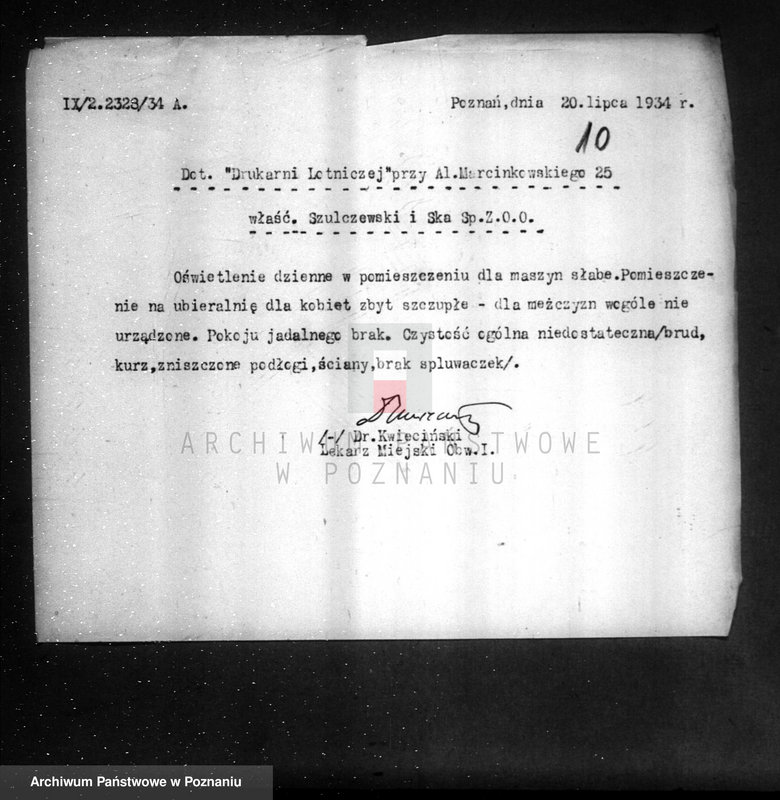 IX/2.2323/34 A.
Poznań,dnia 20.lipca 1934 r.
10
Dot. "Drukarni Lotniczej"przy Al.Marcinkowskiego 25
właść. Szulczewski i Ska Sp.Z.O.O.
Oświetlenie dzienne w pomieszczeniu dla maszyn słabe.Pomieszcze-
nie na ubieralnię dla kobiet zbyt szczupłe - dla meżczyzn wogóle nie
urządzone. Pokoju jadalnego brak. Czystość ogólna niedostateczna/brud,
kurz,zniszczone podłogi,ściany,brak spluwaczek/.
/-/ Dr.Kwieciński
Lekarz Miejski Obw.I.
ARCHIWUM PAŃSTWOWE
W POZNANIU
Archiwum Państwowe w Poznaniu